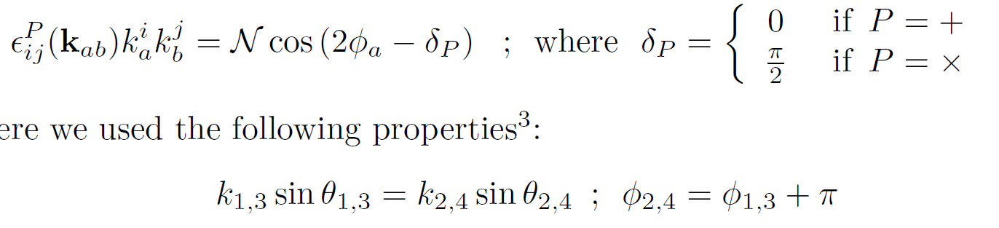 ϵ^P_{ij}(𝐤_{ab})k^i_a k^j_b = 𝒩 cos (2ϕ_a − δ_P) ; where δ_P = { 0 if P = + ; π/2 if P = ×
ere we used the following properties³:
k_{1,3} sin θ_{1,3} = k_{2,4} sin θ_{2,4} ; ϕ_{2,4} = ϕ_{1,3} + π